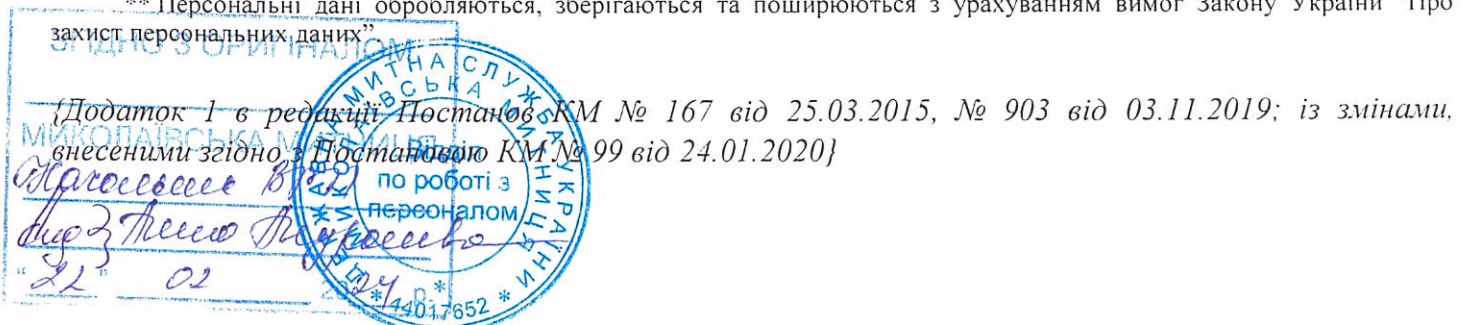 ** Персональні дані обробляються, зберігаються та поширюються з урахуванням вимог Закону України “Про
захист персональних даних”
ЗГІДНО З ОРИГІНАЛОМ
{Додаток 1 в редакції Постанов КМ № 167 від 25.03.2015, № 903 від 03.11.2019; із змінами,
МИКОЛАЇВСЬКА МИТНИЦЯ
внесеними згідно з Постановою КМ № 99 від 24.01.2020}
ДЕРЖАВНА МИТНА СЛУЖБА УКРАЇНИ
МИКОЛАЇВСЬКА МИТНИЦЯ
Відділ
по роботі з
персоналом
* 44017652 *
Начальник
“22” 02 2024 р.